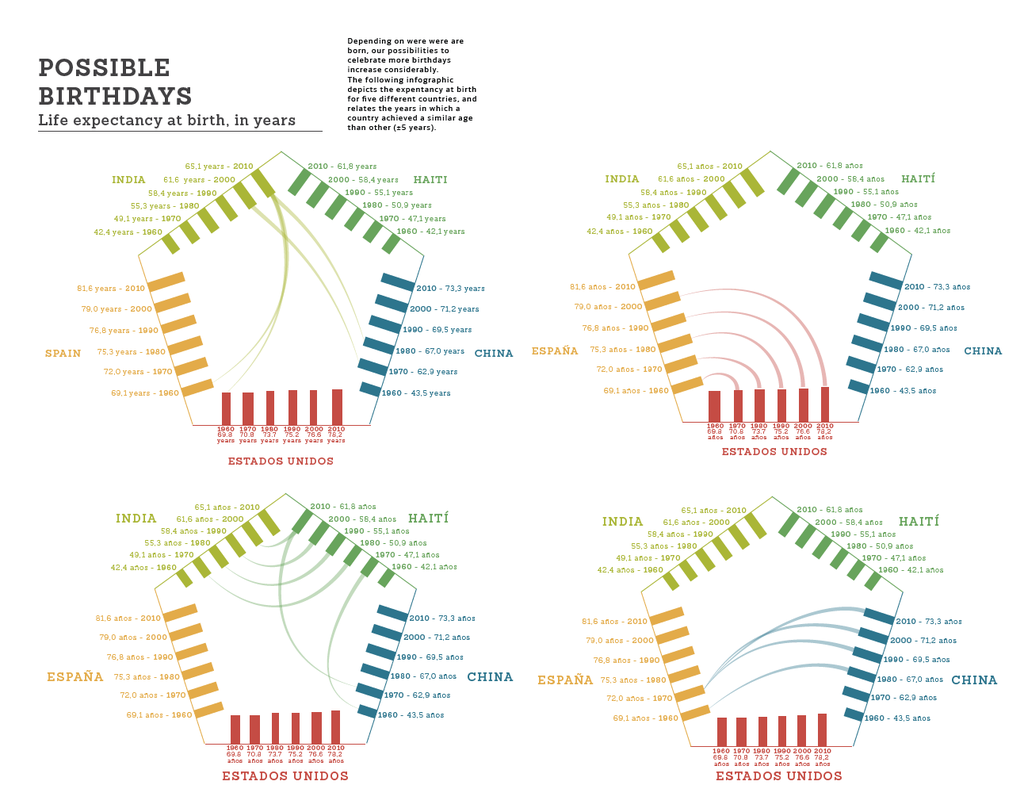 POSSIBLE
BIRTHDAYS
Life expectancy at birth, in years
Depending on were were are
born, our possibilities to
celebrate more birthdays
increase considerably.
The following infographic
depicts the expentancy at birth
for five different countries, and
relates the years in which a
country achieved a similar age
than other (±5 years).
INDIA
65,1 years - 2010
61,6 years - 2000
58,4 years - 1990
55,3 years - 1980
49,1 years - 1970
42,4 years - 1960
HAITI
2010 - 61,8 years
2000 - 58,4 years
1990 - 55,1 years
1980 - 50,9 years
1970 - 47,1 years
1960 - 42,1 years
SPAIN
81,6 years - 2010
79,0 years - 2000
76,8 years - 1990
75,3 years - 1980
72,0 years - 1970
69,1 years - 1960
CHINA
2010 - 73,3 years
2000 - 71,2 years
1990 - 69,5 years
1980 - 67,0 years
1970 - 62,9 years
1960 - 43,5 years
1960 1970 1980 1990 2000 2010
69.8 70.8 73.7 75.2 76.6 78,2
years years years years years years
ESTADOS UNIDOS
INDIA
65,1 años - 2010
61,6 años - 2000
58,4 años - 1990
55,3 años - 1980
49,1 años - 1970
42,4 años - 1960
HAITÍ
2010 - 61,8 años
2000 - 58,4 años
1990 - 55,1 años
1980 - 50,9 años
1970 - 47,1 años
1960 - 42,1 años
ESPAÑA
81,6 años - 2010
79,0 años - 2000
76,8 años - 1990
75,3 años - 1980
72,0 años - 1970
69,1 años - 1960
CHINA
2010 - 73,3 años
2000 - 71,2 años
1990 - 69,5 años
1980 - 67,0 años
1970 - 62,9 años
1960 - 43,5 años
1960 1970 1980 1990 2000 2010
69.8 70.8 73.7 75.2 76.6 78,2
años años años años años años
ESTADOS UNIDOS
INDIA
65,1 años - 2010
61,6 años - 2000
58,4 años - 1990
55,3 años - 1980
49,1 años - 1970
42,4 años - 1960
HAITÍ
2010 - 61,8 años
2000 - 58,4 años
1990 - 55,1 años
1980 - 50,9 años
1970 - 47,1 años
1960 - 42,1 años
ESPAÑA
81,6 años - 2010
79,0 años - 2000
76,8 años - 1990
75,3 años - 1980
72,0 años - 1970
69,1 años - 1960
CHINA
2010 - 73,3 años
2000 - 71,2 años
1990 - 69,5 años
1980 - 67,0 años
1970 - 62,9 años
1960 - 43,5 años
1960 1970 1980 1990 2000 2010
69.8 70.8 73.7 75.2 76.6 78,2
años años años años años años
ESTADOS UNIDOS
INDIA
65,1 años - 2010
61,6 años - 2000
58,4 años - 1990
55,3 años - 1980
49,1 años - 1970
42,4 años - 1960
HAITÍ
2010 - 61,8 años
2000 - 58,4 años
1990 - 55,1 años
1980 - 50,9 años
1970 - 47,1 años
1960 - 42,1 años
ESPAÑA
81,6 años - 2010
79,0 años - 2000
76,8 años - 1990
75,3 años - 1980
72,0 años - 1970
69,1 años - 1960
CHINA
2010 - 73,3 años
2000 - 71,2 años
1990 - 69,5 años
1980 - 67,0 años
1970 - 62,9 años
1960 - 43,5 años
1960 1970 1980 1990 2000 2010
69.8 70.8 73.7 75.2 76.6 78,2
años años años años años años
ESTADOS UNIDOS